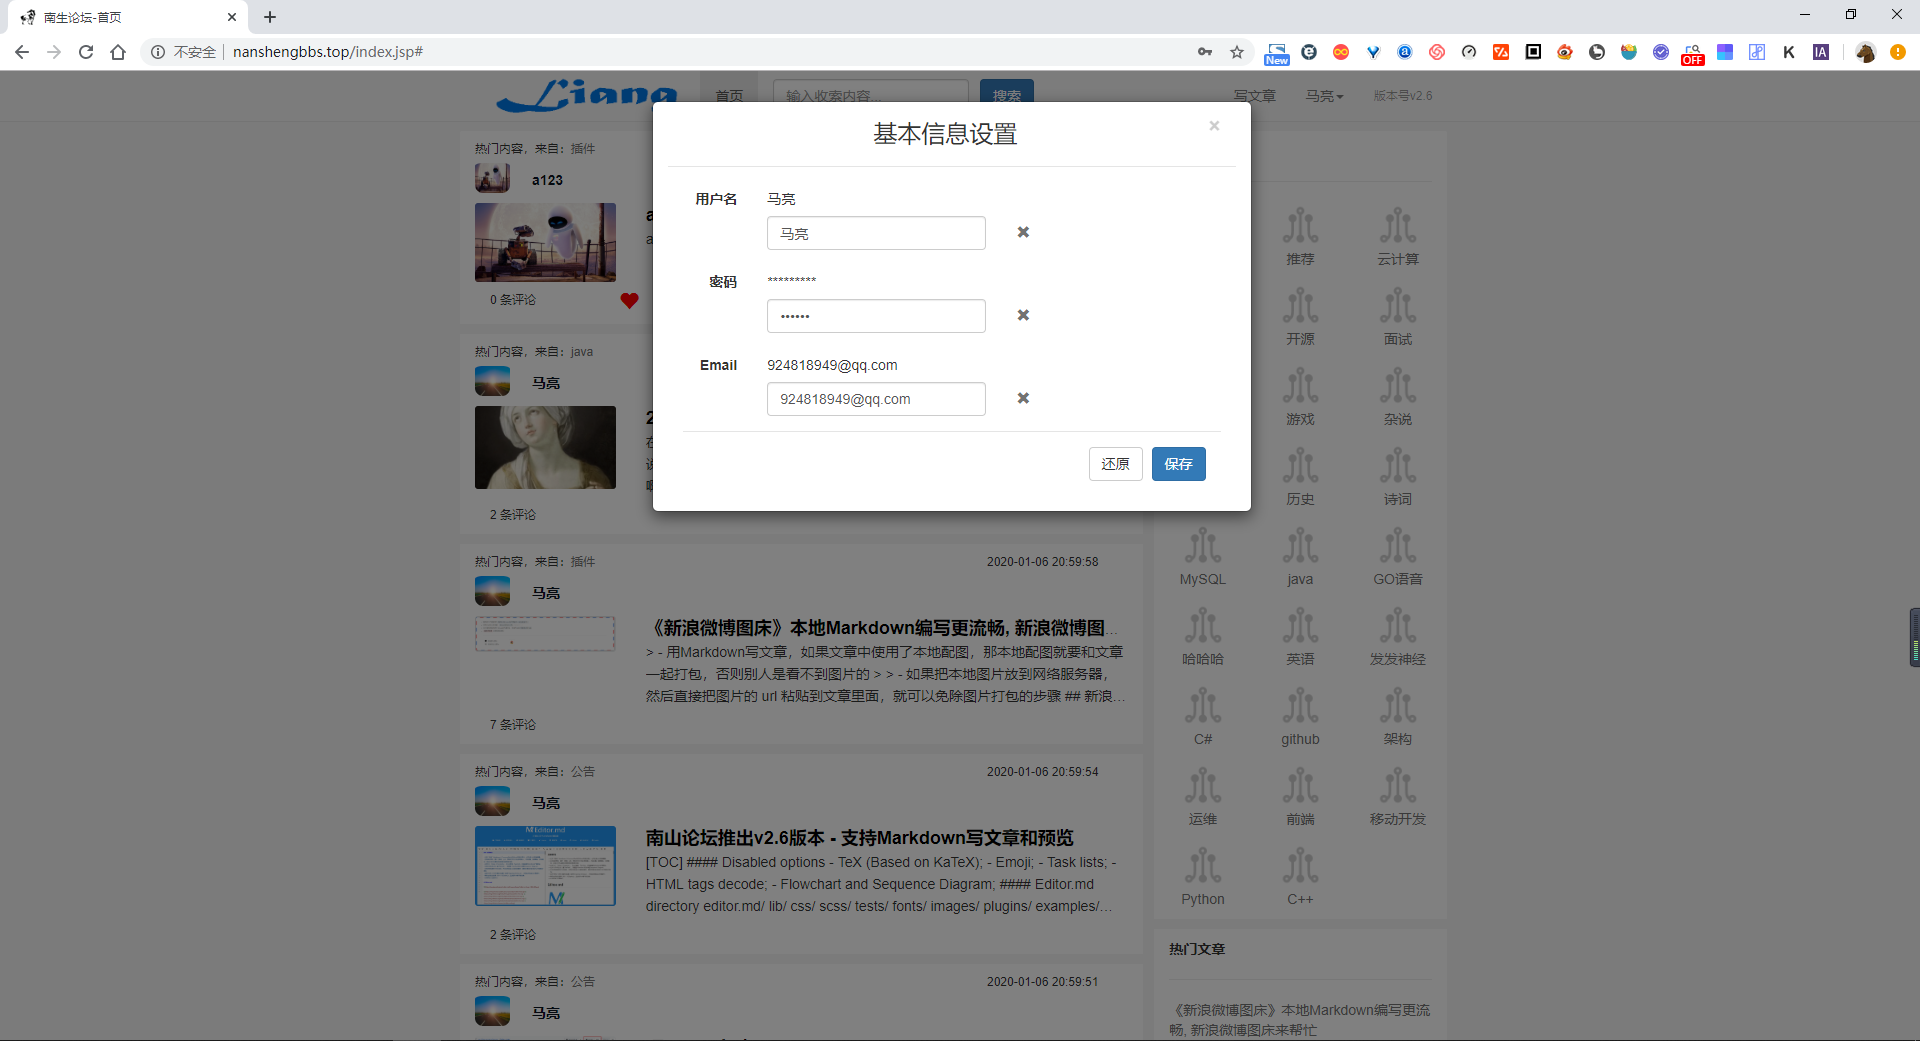 南生论坛-首页
不安全 nanshengbbs.top/index.jsp#
New
OFF
K
IA
Liang
首页
输入收索内容...
搜索
写文章
马亮
版本号v2.6
基本信息设置
×
用户名 马亮
马亮
密码 *********
••••••
Email 924818949@qq.com
924818949@qq.com
还原 保存
热门内容，来自：插件
a123
0 条评论
热门内容，来自：java
马亮
2
在
2 条评论
热门内容，来自：插件 2020-01-06 20:59:58
马亮
《新浪微博图床》本地Markdown编写更流畅, 新浪微博图...
> - 用Markdown写文章，如果文章中使用了本地配图，那本地配图就要和文章
一起打包，否则别人是看不到图片的 > > - 如果把本地图片放到网络服务器，
然后直接把图片的 url 粘贴到文章里面，就可以免除图片打包的步骤 ## 新浪...
7 条评论
热门内容，来自：公告 2020-01-06 20:59:54
马亮
Editor.md
南山论坛推出v2.6版本 - 支持Markdown写文章和预览
[TOC] #### Disabled options - TeX (Based on KaTeX); - Emoji; - Task lists; -
HTML tags decode; - Flowchart and Sequence Diagram; #### Editor.md
directory editor.md/ lib/ css/ scss/ tests/ fonts/ images/ plugins/ examples/...
2 条评论
热门内容，来自：公告 2020-01-06 20:59:51
马亮
推荐 云计算
开源 面试
游戏 杂说
历史 诗词
MySQL java GO语音
哈哈哈 英语 发发神经
C# github 架构
运维 前端 移动开发
Python C++
热门文章
《新浪微博图床》本地Markdown编写更流
畅, 新浪微博图床来帮忙